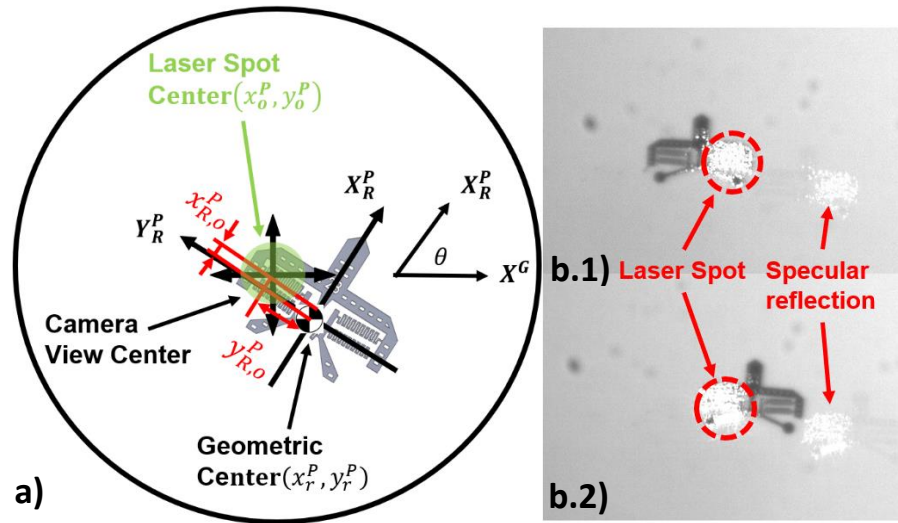 Laser Spot
Center(x_o^P, y_o^P)
X_R^P
X_R^P
x_{R,o}^P
Y_R^P
θ
X^G
Camera
View Center
y_{R,o}^P
Geometric
Center(x_r^P, y_r^P)
a)
b.1)
Laser Spot
Specular
reflection
b.2)